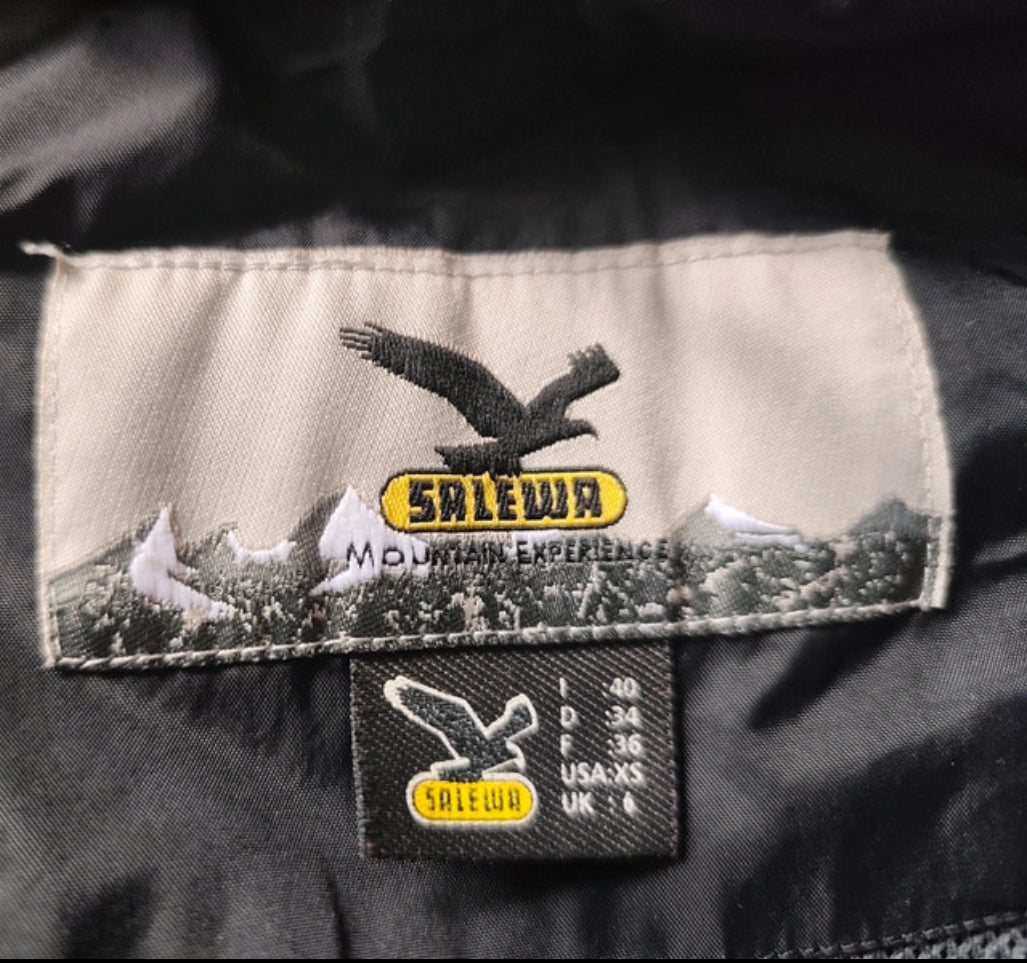 SALEWA
MOUNTAIN EXPERIENCE
I 40
D 34
F :36
USA:XS
UK : 6
SALEWA